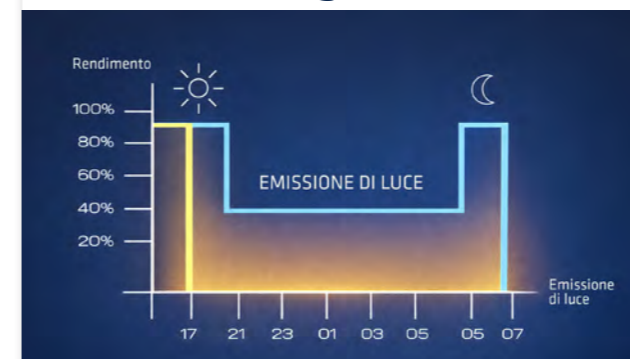 Rendimento
100%
80%
60%
40%
20%
EMISSIONE DI LUCE
Emissione
di luce
17 21 23 01 03 05 05 07